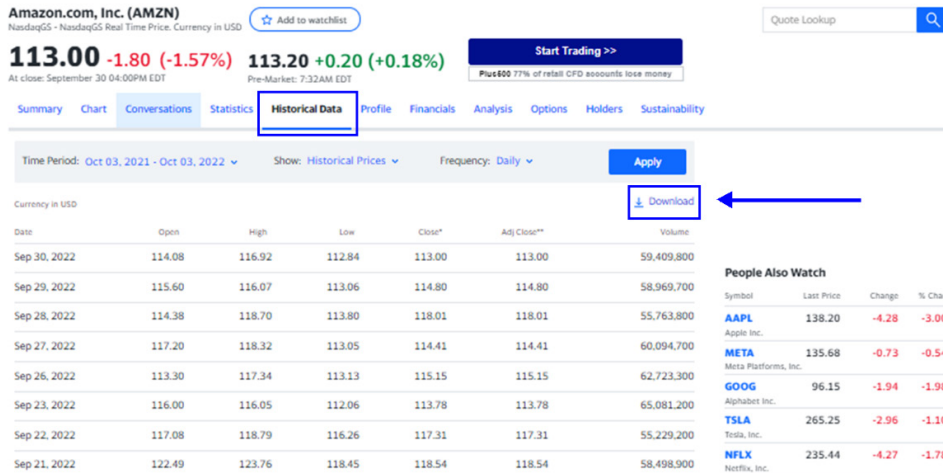 Amazon.com, Inc. (AMZN)
NasdaqGS - NasdaqGS Real Time Price. Currency in USD
Add to watchlist
Quote Lookup
113.00 -1.80 (-1.57%)
At close: September 30 04:00PM EDT
113.20 +0.20 (+0.18%)
Pre-Market: 7:32AM EDT
Start Trading >>
Plus500 77% of retail CFD accounts lose money
Summary Chart Conversations Statistics Historical Data Profile Financials Analysis Options Holders Sustainability
Time Period: Oct 03, 2021 - Oct 03, 2022 Show: Historical Prices Frequency: Daily Apply
Currency in USD
Download
Date Open High Low Close* Adj Close** Volume
Sep 30, 2022 114.08 116.92 112.84 113.00 113.00 59,409,800
Sep 29, 2022 115.60 116.07 113.06 114.80 114.80 58,969,700
Sep 28, 2022 114.38 118.70 113.80 118.01 118.01 55,763,800
Sep 27, 2022 117.20 118.32 113.05 114.41 114.41 60,094,700
Sep 26, 2022 113.30 117.34 113.13 115.15 115.15 62,723,300
Sep 23, 2022 116.00 116.05 112.06 113.78 113.78 65,081,200
Sep 22, 2022 117.08 118.79 116.26 117.31 117.31 55,229,200
Sep 21, 2022 122.49 123.76 118.45 118.54 118.54 58,498,900
People Also Watch
Symbol Last Price Change % Cha
AAPL 138.20 -4.28 -3.00
Apple Inc.
META 135.68 -0.73 -0.54
Meta Platforms, Inc.
GOOG 96.15 -1.94 -1.98
Alphabet Inc.
TSLA 265.25 -2.96 -1.10
Tesla, Inc.
NFLX 235.44 -4.27 -1.78
Netflix, Inc.